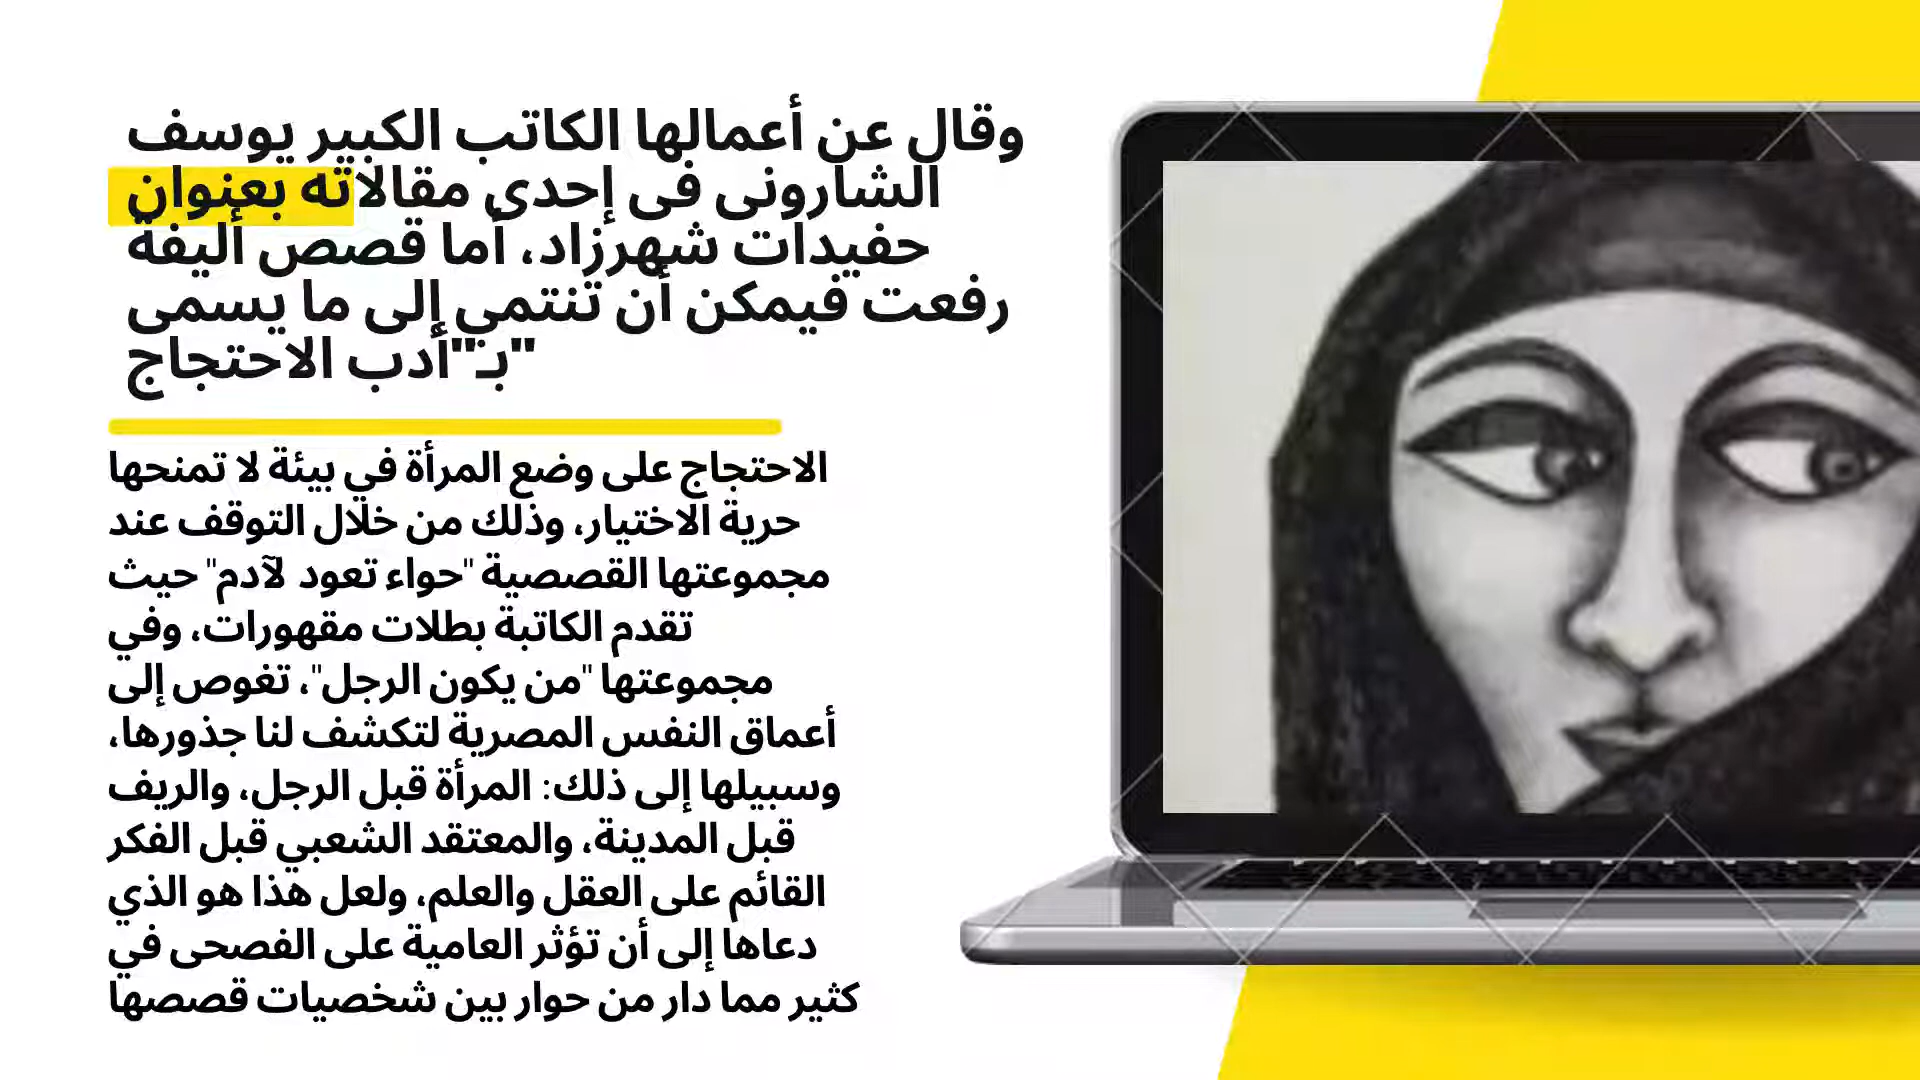 وقال عن أعمالها الكاتب الكبير يوسف
الشارونى فى إحدى مقالاته بعنوان
حفيدات شهرزاد، أما قصص أليفة
رفعت فيمكن أن تنتمي إلى ما يسمى
بـ"أدب الاحتجاج"
الاحتجاج على وضع المرأة في بيئة لا تمنحها
حرية الاختيار، وذلك من خلال التوقف عند
مجموعتها القصصية "حواء تعود لآدم" حيث
تقدم الكاتبة بطلات مقهورات، وفي
مجموعتها "من يكون الرجل"، تغوص إلى
أعماق النفس المصرية لتكشف لنا جذورها،
وسبيلها إلى ذلك: المرأة قبل الرجل، والريف
قبل المدينة، والمعتقد الشعبي قبل الفكر
القائم على العقل والعلم، ولعل هذا هو الذي
دعاها إلى أن تؤثر العامية على الفصحى في
كثير مما دار من حوار بين شخصيات قصصها